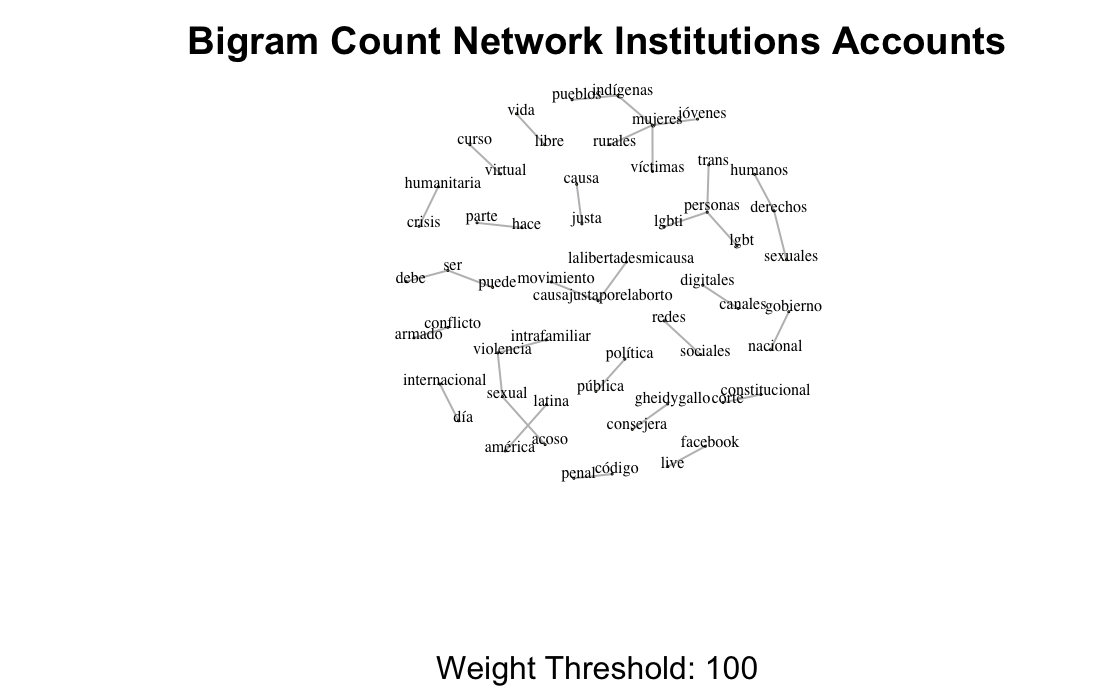 Bigram Count Network Institutions Accounts
pueblos
indígenas
vida
mujeres
jóvenes
curso
libre
rurales
virtual
víctimas
trans
humanos
humanitaria
causa
crisis
parte
hace
justa
personas
derechos
lgbti
lgbt
sexuales
lalibertadesmicausa
debe
ser
puede
movimiento
causajustaporelaborto
digitales
canales
gobierno
armado
conflicto
redes
intrafamiliar
violencia
política
sociales
nacional
internacional
sexual
latina
pública
gheidygallo
corte
constitucional
día
consejera
américa
acoso
facebook
live
penal
código
Weight Threshold: 100